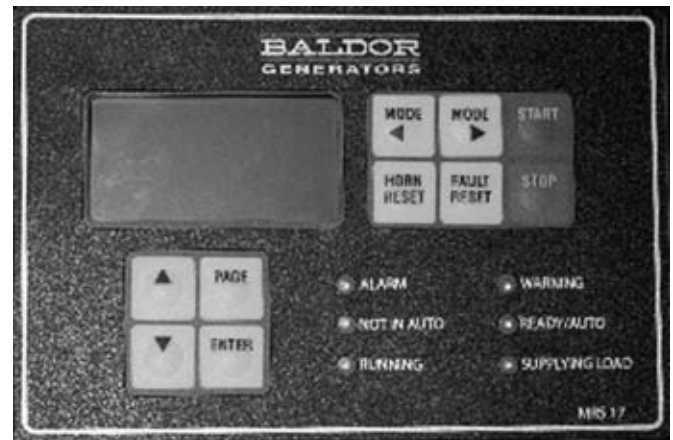 BALDOR
GENERATORS
MODE MODE START
HORN RESET FAULT RESET STOP
PAGE
ENTER
ALARM WARNING
NOT IN AUTO READY/AUTO
RUNNING SUPPLYING LOAD
MRS 17